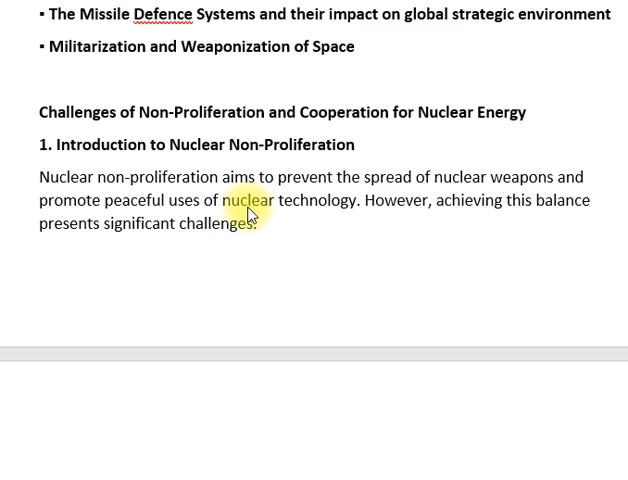 ▪ The Missile Defence Systems and their impact on global strategic environment
▪ Militarization and Weaponization of Space
Challenges of Non-Proliferation and Cooperation for Nuclear Energy
1. Introduction to Nuclear Non-Proliferation
Nuclear non-proliferation aims to prevent the spread of nuclear weapons and
promote peaceful uses of nuclear technology. However, achieving this balance
presents significant challenges.